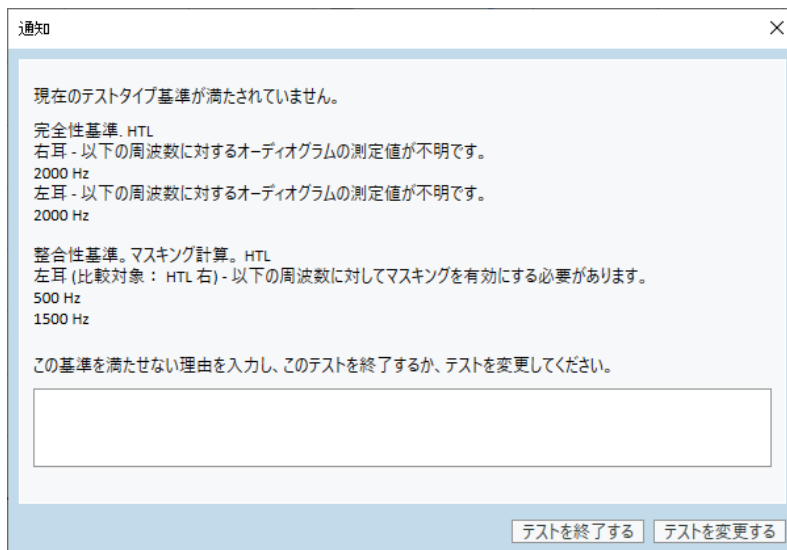 通知
現在のテストタイプ基準が満たされていません。
完全性基準. HTL
右耳 - 以下の周波数に対するオーディオグラムの測定値が不明です。
2000 Hz
左耳 - 以下の周波数に対するオーディオグラムの測定値が不明です。
2000 Hz
整合性基準。マスキング計算。 HTL
左耳 (比較対象： HTL 右) - 以下の周波数に対してマスキングを有効にする必要があります。
500 Hz
1500 Hz
この基準を満たせない理由を入力し、このテストを終了するか、テストを変更してください。
テストを終了する テストを変更する